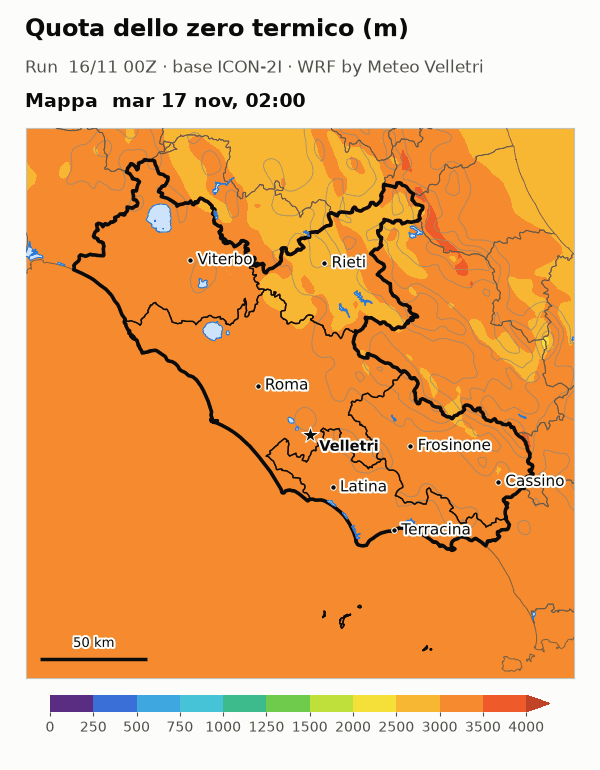 Quota dello zero termico (m)
Run  16/11 00Z · base ICON-2I · WRF by Meteo Velletri
Mappa  mar 17 nov, 02:00
Viterbo
Rieti
Roma
Velletri
Frosinone
Latina
Cassino
Terracina
50 km
0 250 500 750 1000 1250 1500 2000 2500 3000 3500 4000